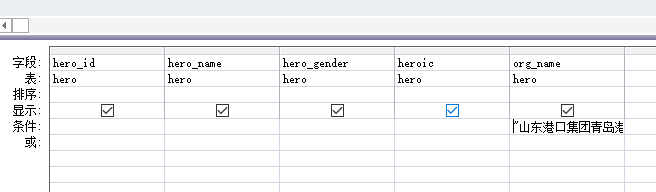 字段: hero_id hero_name hero_gender heroic org_name
表: hero hero hero hero hero
排序:
显示:
条件: "山东港口集团青岛港
或: